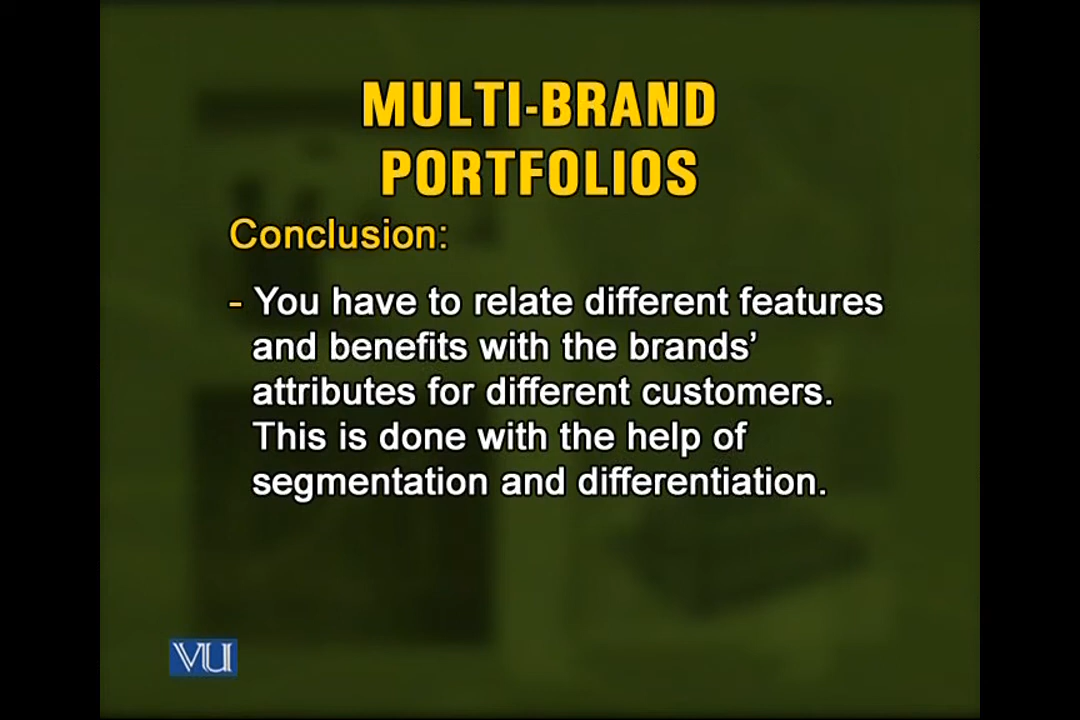 MULTI-BRAND
PORTFOLIOS
Conclusion:
- You have to relate different features
and benefits with the brands’
attributes for different customers.
This is done with the help of
segmentation and differentiation.
VU